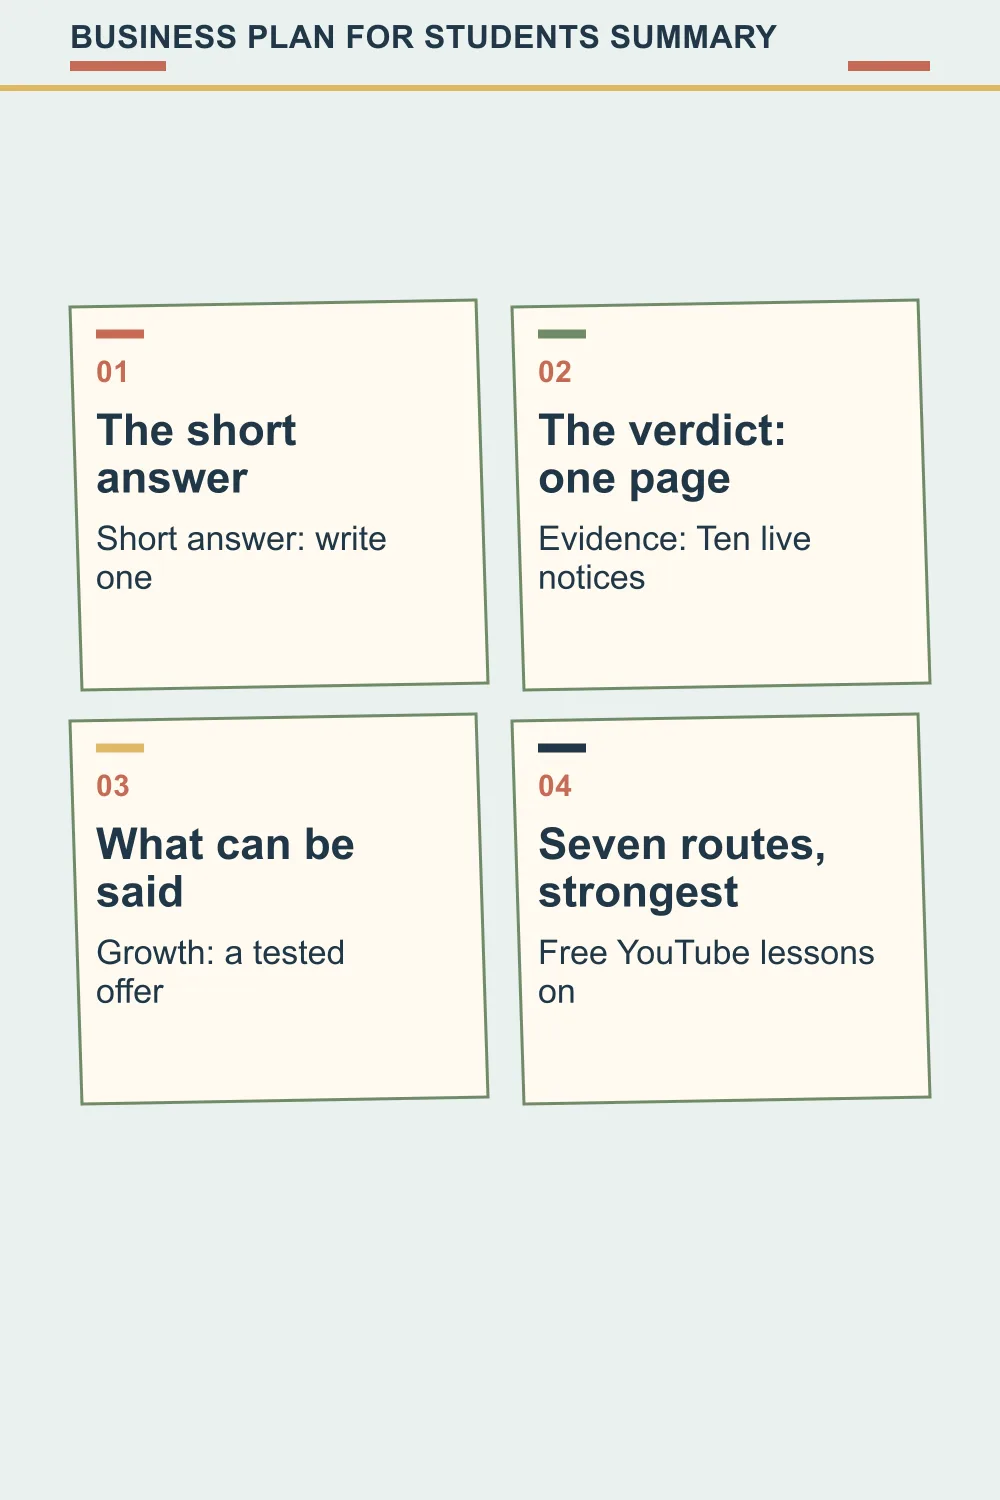 BUSINESS PLAN FOR STUDENTS SUMMARY
01
The short
answer
Short answer: write
one
02
The verdict:
one page
Evidence: Ten live
notices
03
What can be
said
Growth: a tested
offer
04
Seven routes,
strongest
Free YouTube lessons
on